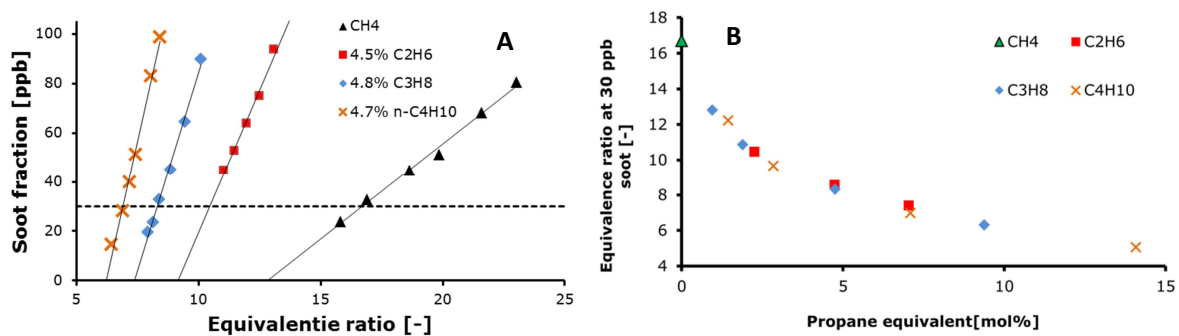 A
Soot fraction [ppb]
100
80
60
40
20
0
5
10
15
20
25
Equivalentie ratio [-]
CH4
4.5% C2H6
4.8% C3H8
4.7% n-C4H10
B
Equivalence ratio at 30 ppb
soot [-]
18
16
14
12
10
8
6
4
0
5
10
15
Propane equivalent[mol%]
CH4
C2H6
C3H8
C4H10